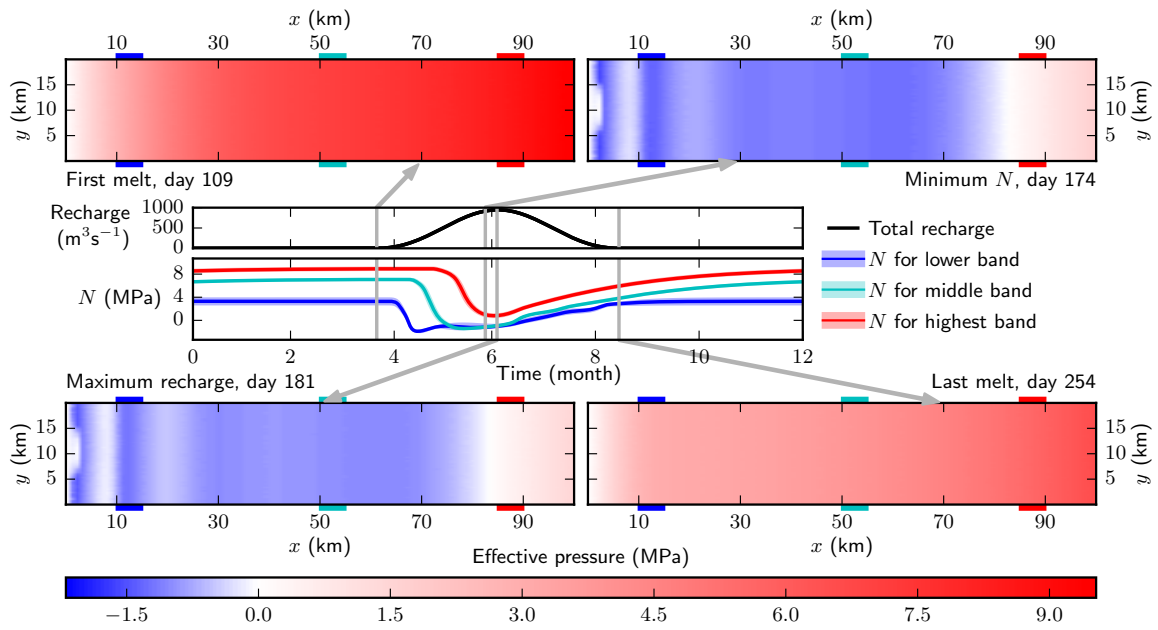 x (km)
x (km)
10 30 50 70 90
10 30 50 70 90
y (km)
15
10
5
15
10
5
y (km)
First melt, day 109
Minimum N, day 174
Recharge
(m³s⁻¹)
1000
500
0
N (MPa)
8
4
0
0 2 4 6 8 10 12
Time (month)
Total recharge
N for lower band
N for middle band
N for highest band
Maximum recharge, day 181
Last melt, day 254
y (km)
15
10
5
15
10
5
y (km)
10 30 50 70 90
10 30 50 70 90
x (km)
x (km)
Effective pressure (MPa)
−1.5 0.0 1.5 3.0 4.5 6.0 7.5 9.0